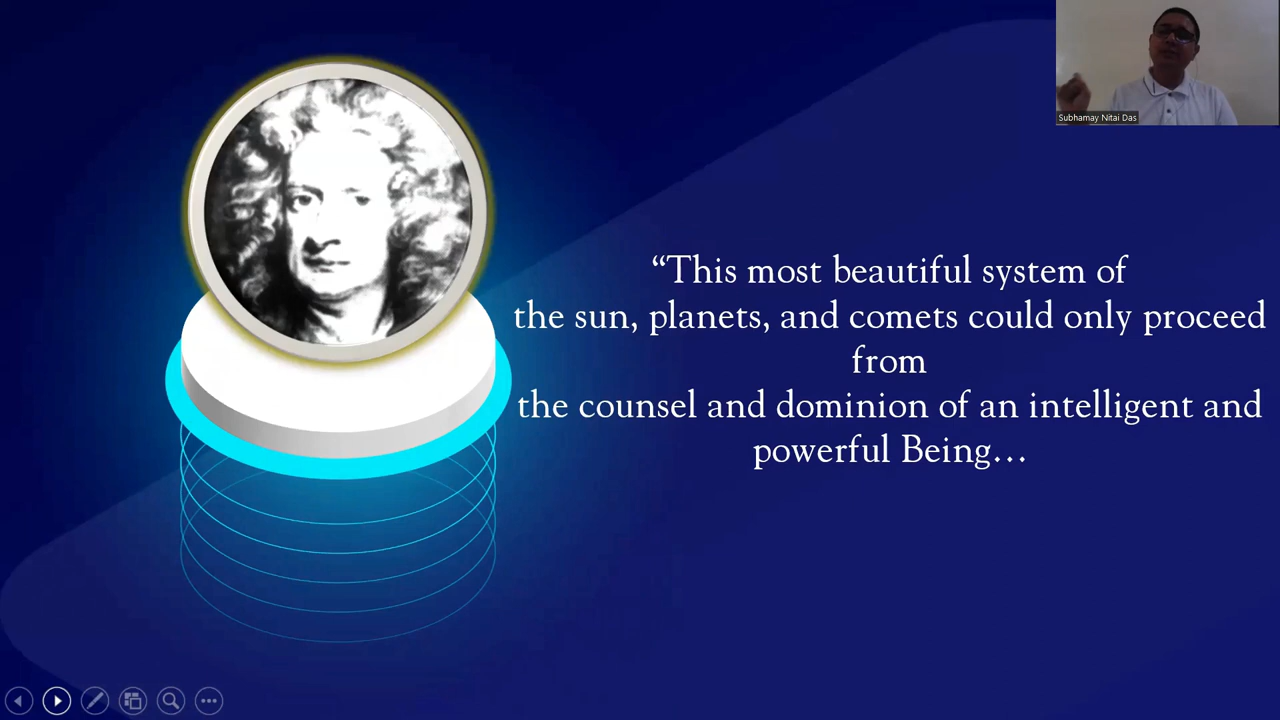 Subhamay Nitai Das
“This most beautiful system of
the sun, planets, and comets could only proceed
from
the counsel and dominion of an intelligent and
powerful Being…